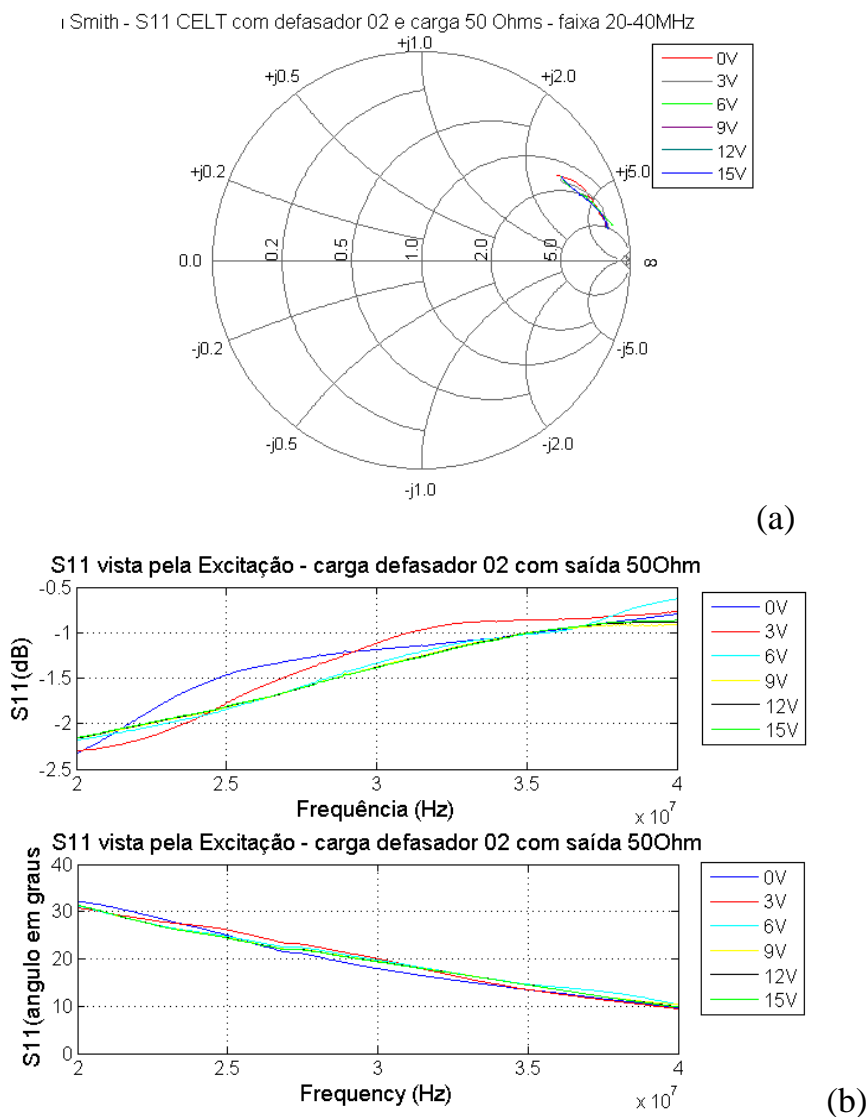 ı Smith - S11 CELT com defasador 02 e carga 50 Ohms - faixa 20-40MHz
+j1.0
+j0.5
+j2.0
+j0.2
+j5.0
0.0
0.2
0.5
1.0
2.0
5.0
∞
-j0.2
-j5.0
-j0.5
-j2.0
-j1.0
0V
3V
6V
9V
12V
15V
(a)
S11 vista pela Excitação - carga defasador 02 com saída 50Ohm
S11(dB)
-0.5
-1
-1.5
-2
-2.5
2
2.5
3
3.5
4
Frequência (Hz)
x 10^7
0V
3V
6V
9V
12V
15V
S11 vista pela Excitação - carga defasador 02 com saída 50Ohm
S11(angulo em graus
40
30
20
10
0
2
2.5
3
3.5
4
Frequency (Hz)
x 10^7
0V
3V
6V
9V
12V
15V
(b)